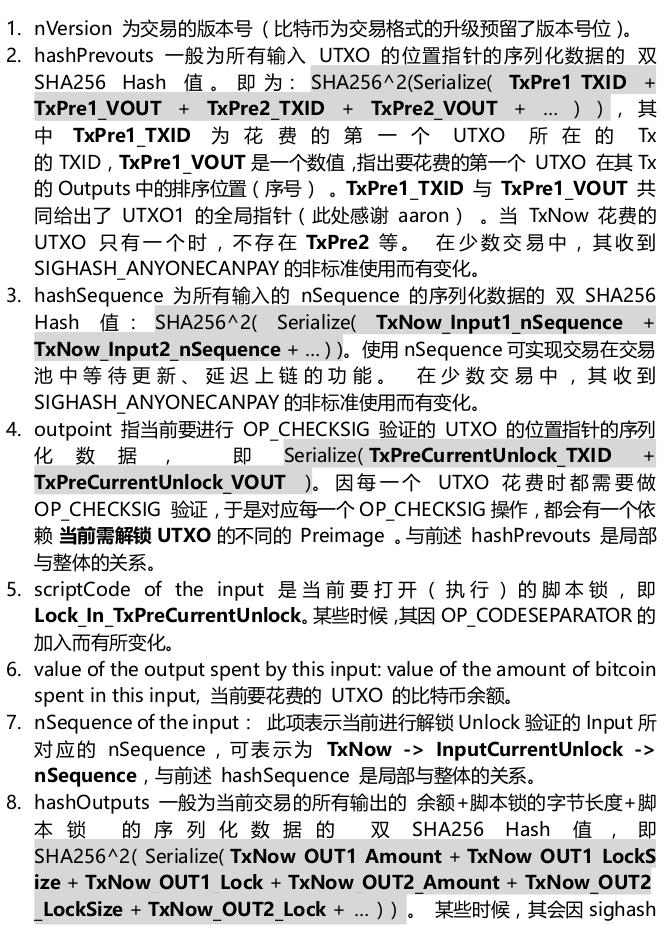 1. nVersion 为交易的版本号（比特币为交易格式的升级预留了版本号位）。
2. hashPrevouts 一般为所有输入 UTXO 的位置指针的序列化数据的 双
SHA256 Hash 值。即为: SHA256^2(Serialize( TxPre1_TXID +
TxPre1_VOUT + TxPre2_TXID + TxPre2_VOUT + … ) ) ，其
中 TxPre1_TXID 为花费的第一个 UTXO 所在的 Tx
的 TXID，TxPre1_VOUT 是一个数值,指出要花费的第一个 UTXO 在其 Tx
的 Outputs 中的排序位置（序号） 。TxPre1_TXID 与 TxPre1_VOUT 共
同给出了 UTXO1 的全局指针（此处感谢 aaron） 。当 TxNow 花费的
UTXO 只有一个时，不存在 TxPre2 等。 在少数交易中，其收到
SIGHASH_ANYONECANPAY 的非标准使用而有变化。
3. hashSequence 为所有输入的 nSequence 的序列化数据的 双 SHA256
Hash 值: SHA256^2( Serialize( TxNow_Input1_nSequence +
TxNow_Input2_nSequence + … ) )。使用 nSequence 可实现交易在交易
池中等待更新、延迟上链的功能。 在少数交易中，其收到
SIGHASH_ANYONECANPAY 的非标准使用而有变化。
4. outpoint 指当前要进行 OP_CHECKSIG 验证的 UTXO 的位置指针的序列
化数据，即 Serialize( TxPreCurrentUnlock_TXID +
TxPreCurrentUnlock_VOUT )。因每一个 UTXO 花费时都需要做
OP_CHECKSIG 验证，于是对应每一个 OP_CHECKSIG 操作，都会有一个依
赖 当前需解锁 UTXO 的不同的 Preimage 。与前述 hashPrevouts 是局部
与整体的关系。
5. scriptCode of the input 是当前要打开（执行）的脚本锁，即
Lock_In_TxPreCurrentUnlock。某些时候,其因 OP_CODESEPARATOR 的
加入而有所变化。
6. value of the output spent by this input: value of the amount of bitcoin
spent in this input, 当前要花费的 UTXO 的比特币余额。
7. nSequence of the input： 此项表示当前进行解锁 Unlock 验证的 Input 所
对应的 nSequence，可表示为 TxNow -> InputCurrentUnlock ->
nSequence，与前述 hashSequence 是局部与整体的关系。
8. hashOutputs 一般为当前交易的所有输出的 余额+脚本锁的字节长度+脚
本锁 的序列化数据的 双 SHA256 Hash 值，即
SHA256^2( Serialize( TxNow_OUT1_Amount + TxNow_OUT1_LockS
ize + TxNow_OUT1_Lock + TxNow_OUT2_Amount + TxNow_OUT2
_LockSize + TxNow_OUT2_Lock + … ) ) 。 某些时候，其会因 sighash